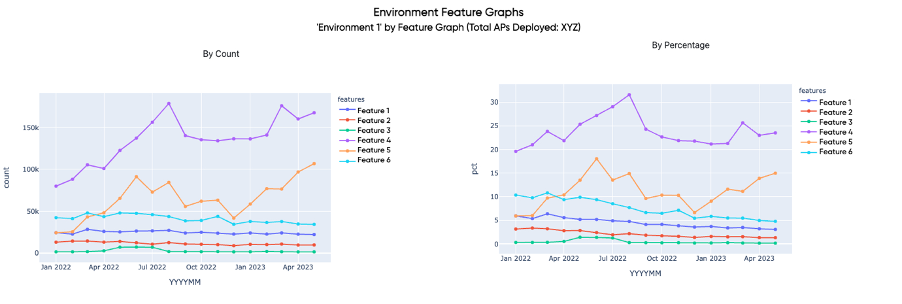 Environment Feature Graphs
'Environment 1' by Feature Graph (Total APs Deployed: XYZ)
By Count
count
150k
100k
50k
0
Jan 2022 Apr 2022 Jul 2022 Oct 2022 Jan 2023 Apr 2023
YYYYMM
features
Feature 1
Feature 2
Feature 3
Feature 4
Feature 5
Feature 6
By Percentage
pct
30
25
20
15
10
5
0
Jan 2022 Apr 2022 Jul 2022 Oct 2022 Jan 2023 Apr 2023
YYYYMM
features
Feature 1
Feature 2
Feature 3
Feature 4
Feature 5
Feature 6